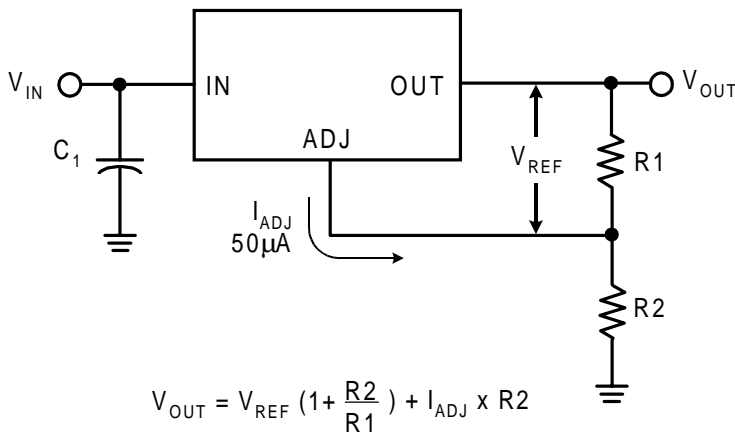 V_IN
IN
OUT
V_OUT
ADJ
C_1
V_REF
R1
I_ADJ
50μA
R2
V_OUT = V_REF (1+ R2/R1) + I_ADJ x R2